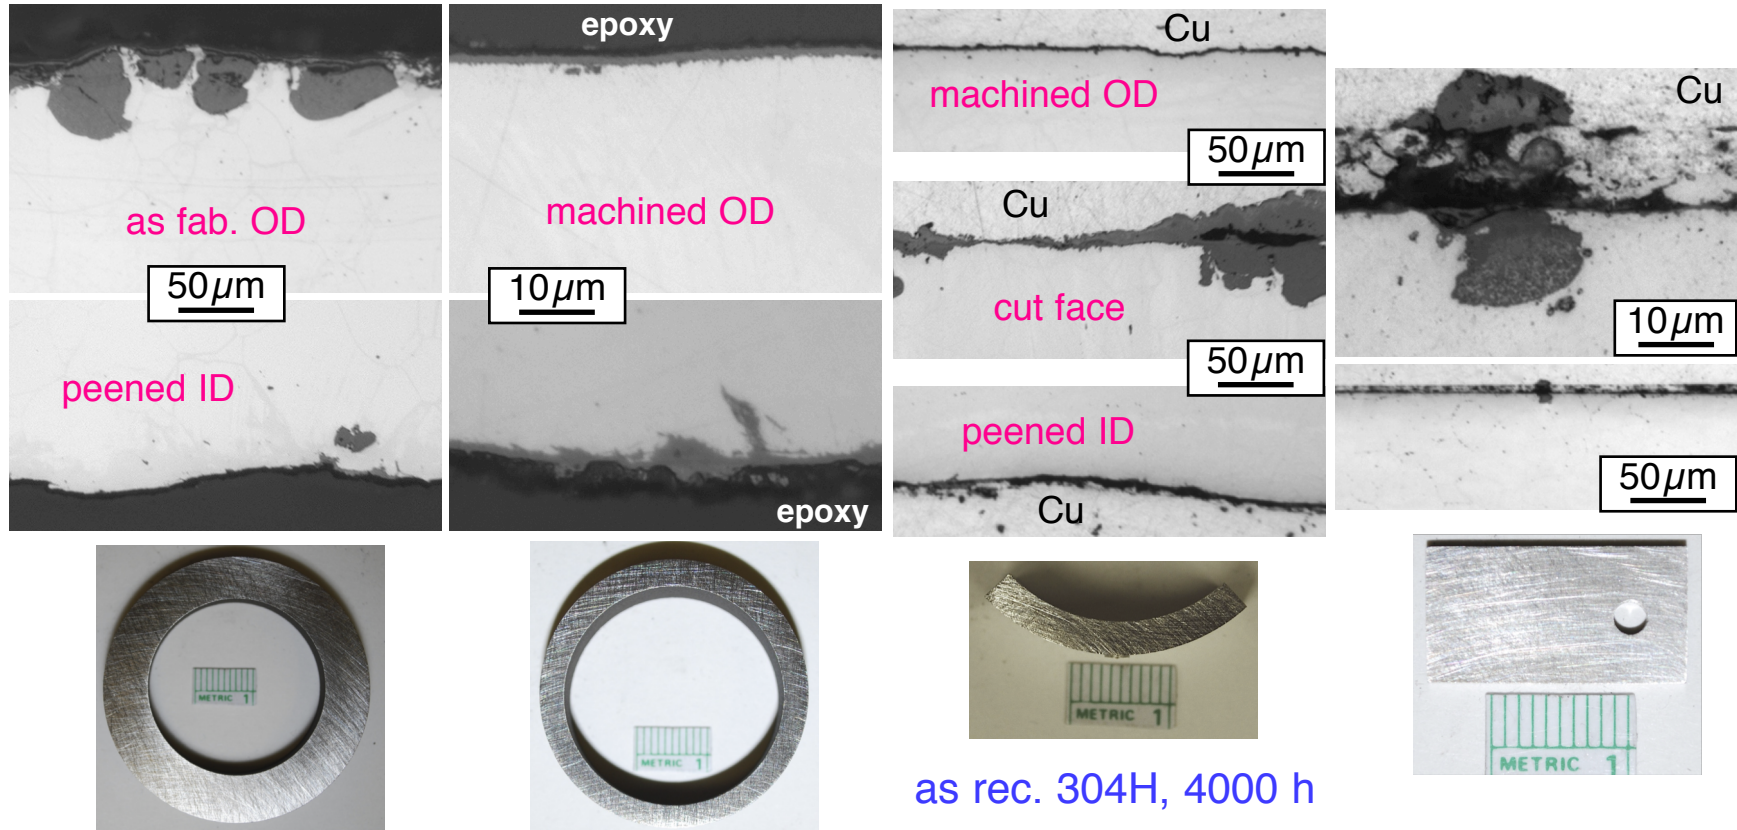 epoxy
as fab. OD
50µm
peened ID
machined OD
10µm
epoxy
Cu
machined OD
50µm
Cu
cut face
50µm
peened ID
Cu
Cu
10µm
50µm
METRIC 1
METRIC 1
METRIC 1
METRIC 1
as rec. 304H, 4000 h